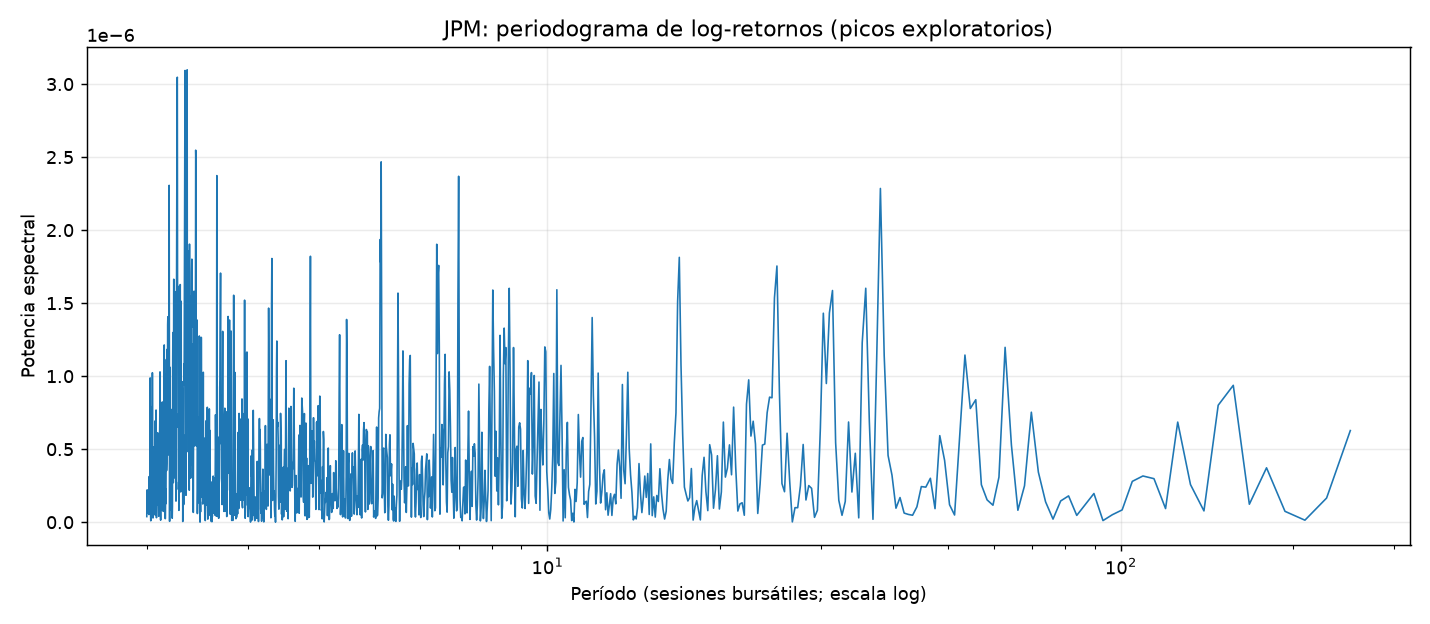 JPM: periodograma de log-retornos (picos exploratorios)
1e−6
3.0
2.5
2.0
1.5
1.0
0.5
0.0
Potencia espectral
10¹ 10²
Período (sesiones bursátiles; escala log)